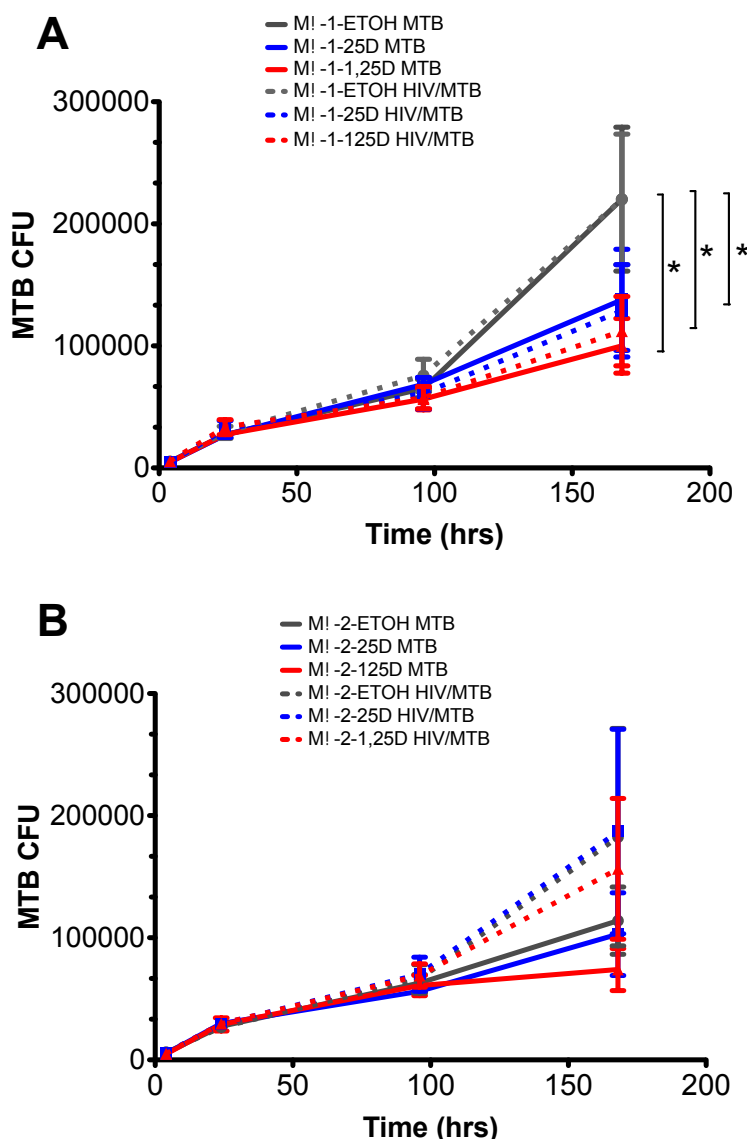 A
M! -1-ETOH MTB
M! -1-25D MTB
M! -1-1,25D MTB
M! -1-ETOH HIV/MTB
M! -1-25D HIV/MTB
M! -1-125D HIV/MTB
300000
200000
100000
0
MTB CFU
* * *
0 50 100 150 200
Time (hrs)
B
M! -2-ETOH MTB
M! -2-25D MTB
M! -2-125D MTB
M! -2-ETOH HIV/MTB
M! -2-25D HIV/MTB
M! -2-1,25D HIV/MTB
300000
200000
100000
0
MTB CFU
0 50 100 150 200
Time (hrs)